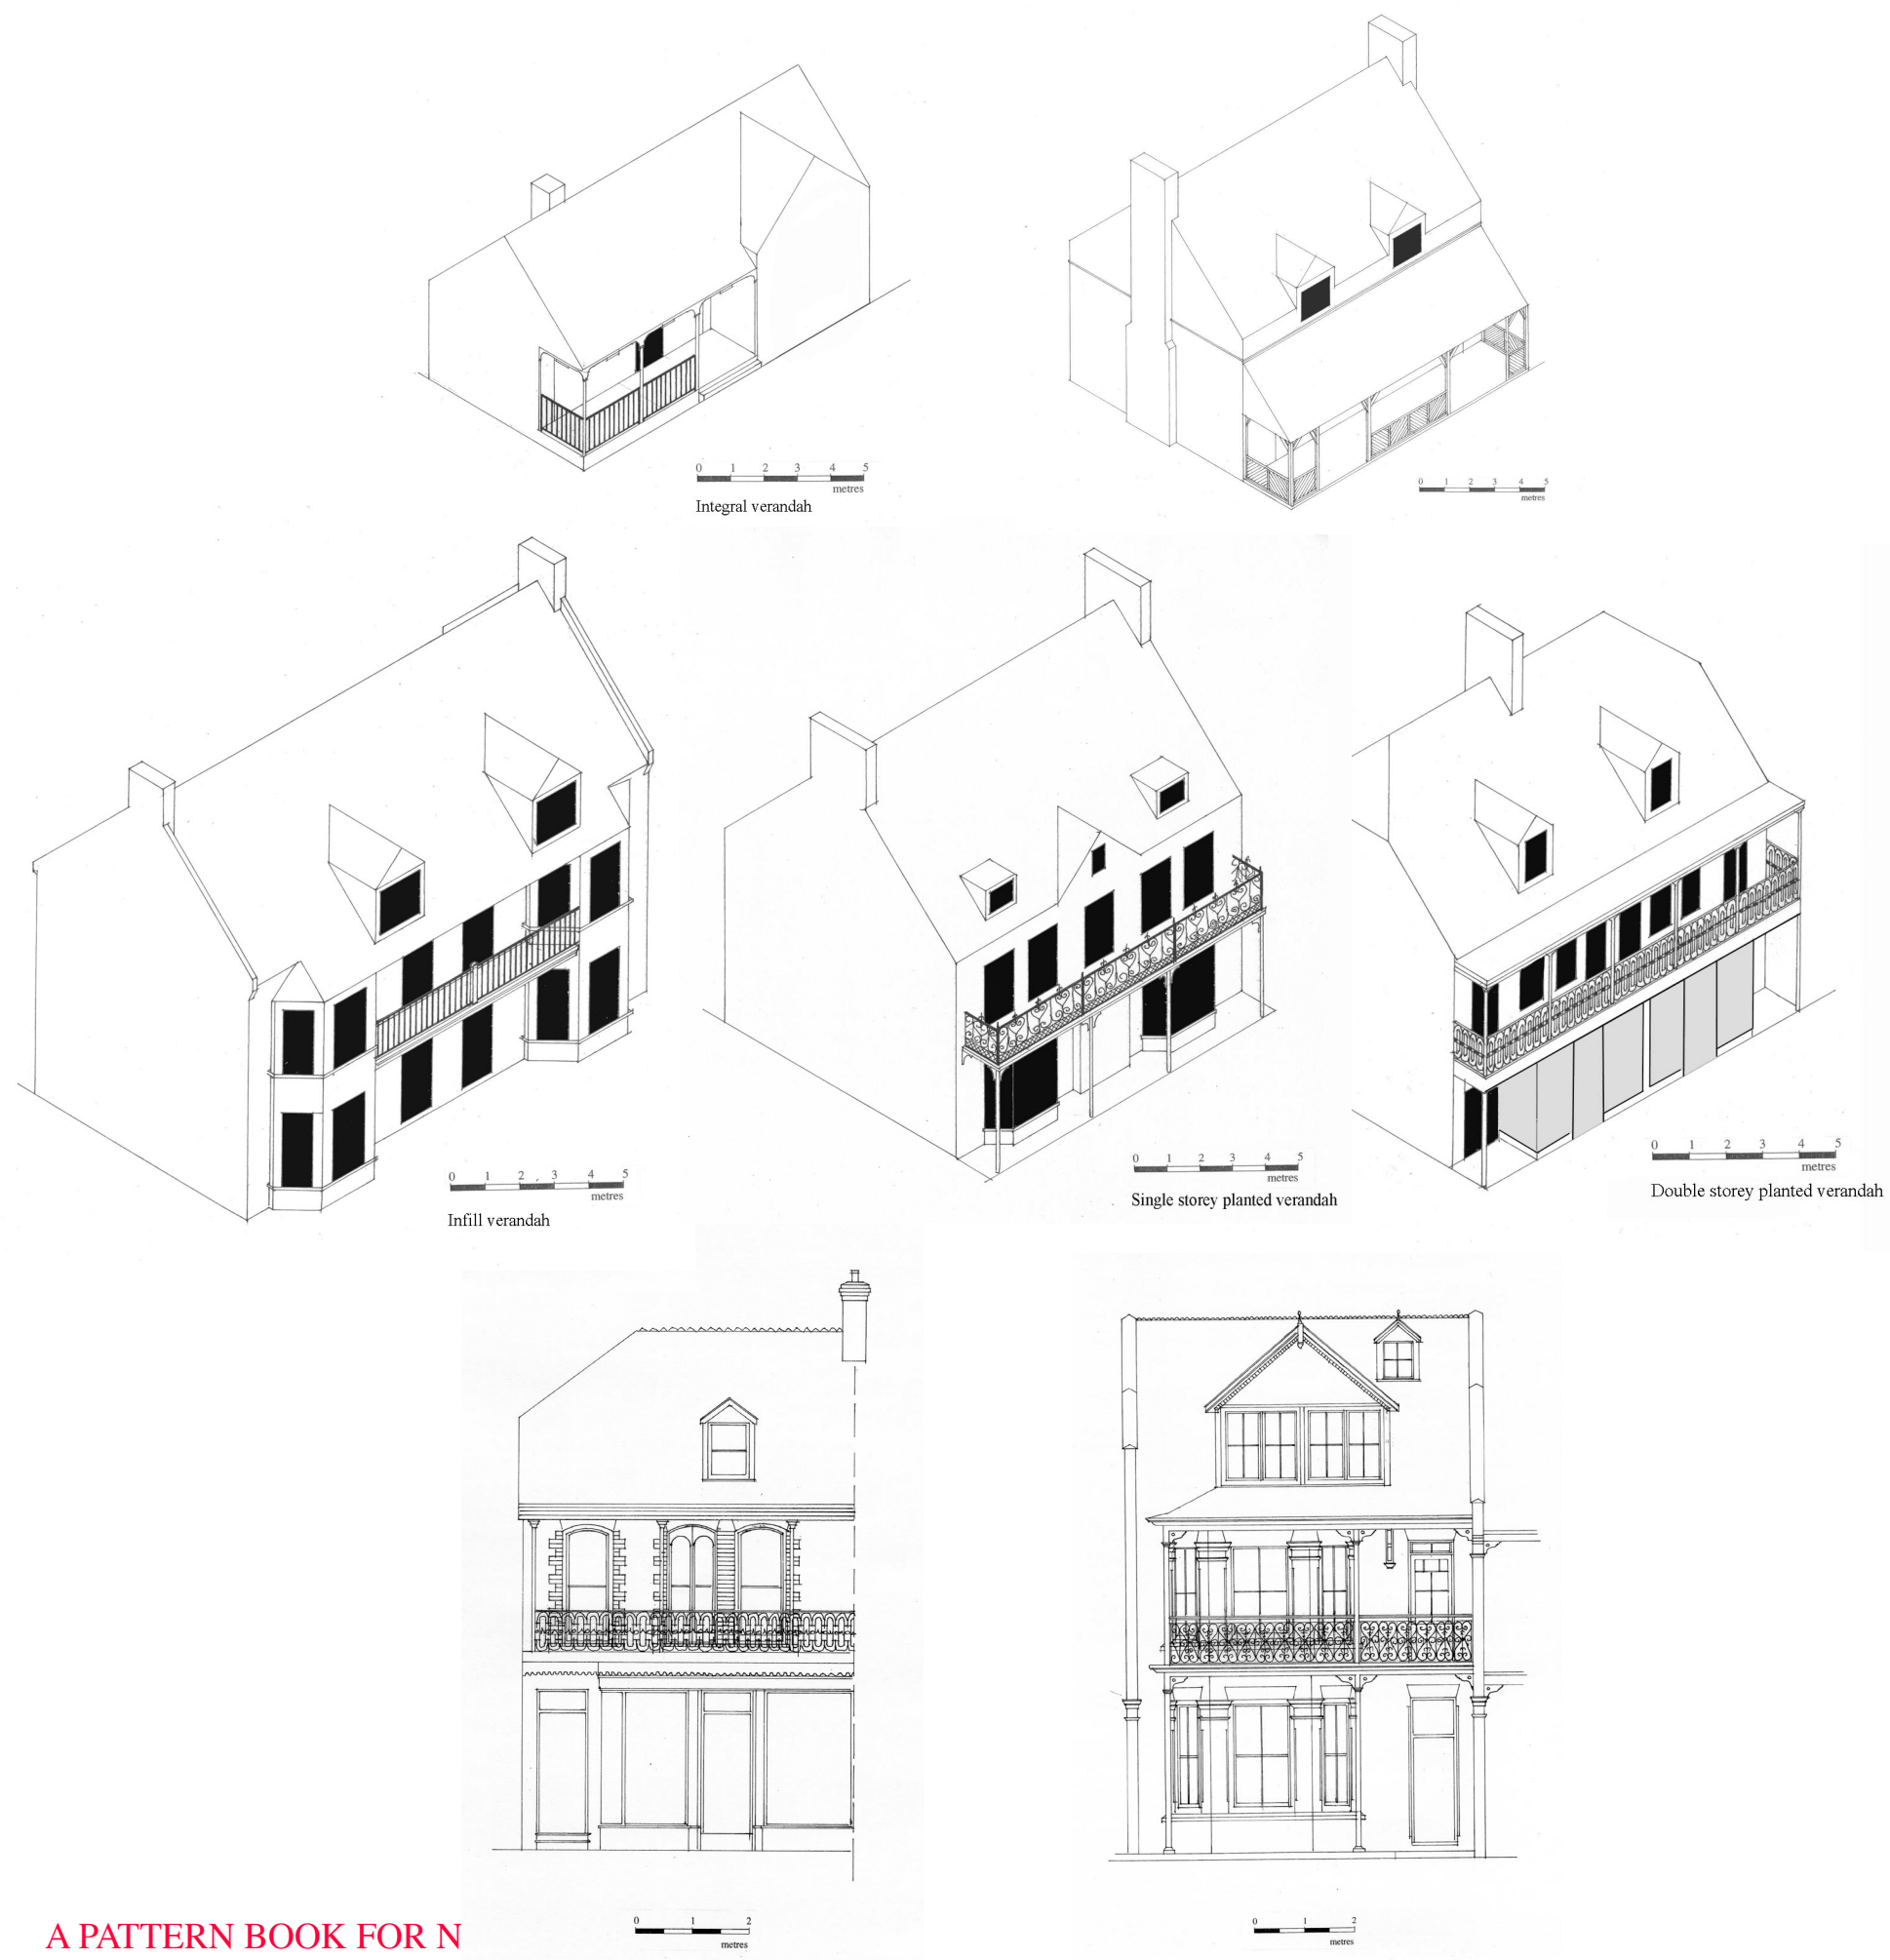 0 1 2 3 4 5
metres
Integral verandah
0 1 2 3 4 5
metres
0 1 2 , 3 4 5
metres
Infill verandah
0 1 2 3 4 5
metres
Single storey planted verandah
0 1 2 3 4 5
metres
Double storey planted verandah
0 1 2
metres
0 1 2
metres
A PATTERN BOOK FOR N